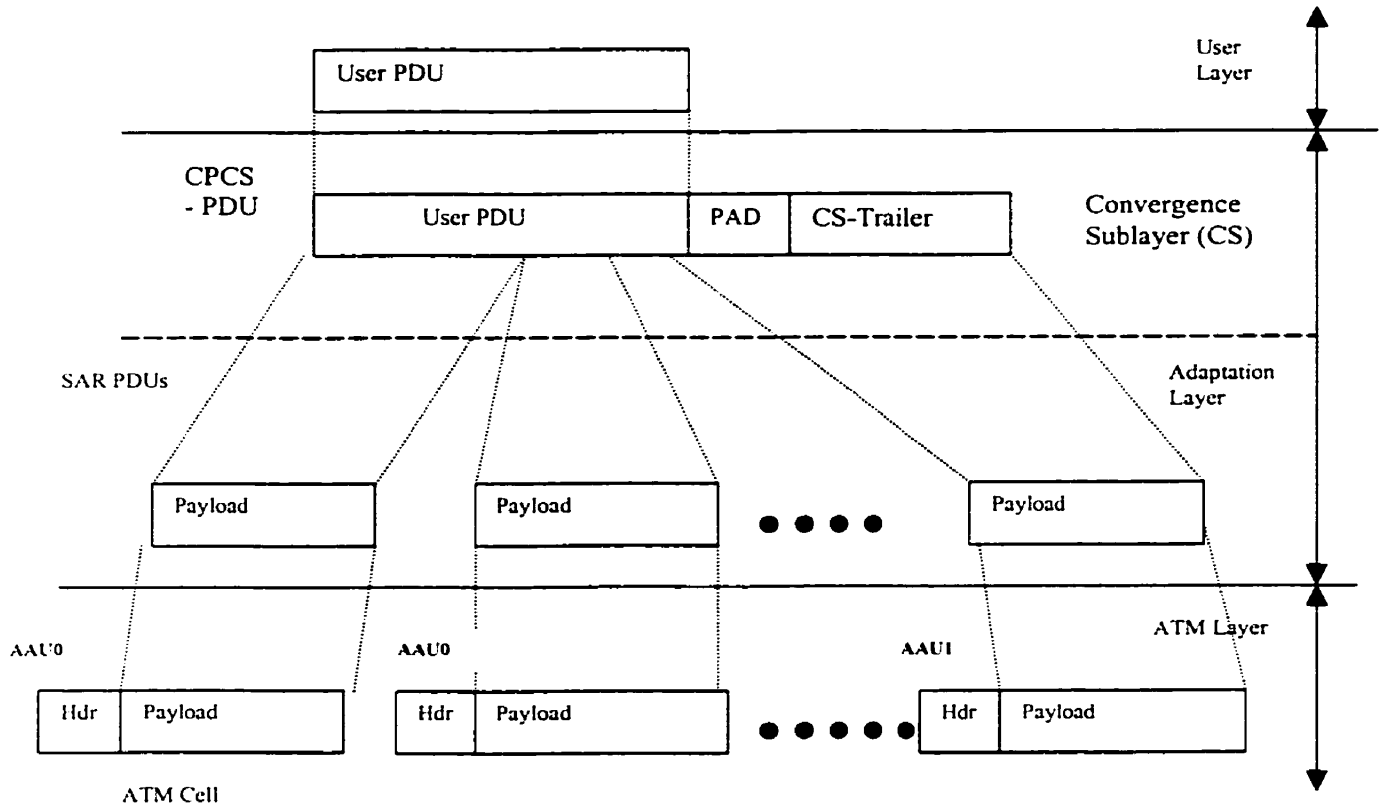 User
Layer
User PDU
CPCS
- PDU
User PDU
PAD
CS-Trailer
Convergence
Sublayer (CS)
SAR PDUs
Adaptation
Layer
Payload
Payload
Payload
ATM Layer
AAU0
AAU0
AAU1
Hdr
Payload
Hdr
Payload
Hdr
Payload
ATM Cell